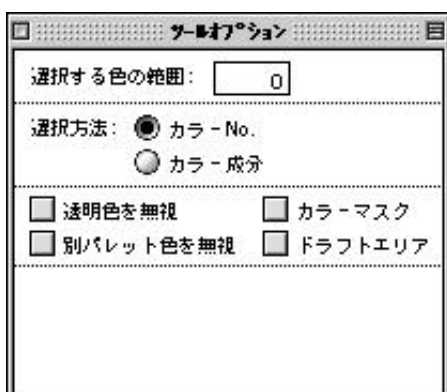 ツールオプション
選択する色の範囲: 0
選択方法: カラーNo.
カラー成分
透明色を無視 カラーマスク
別パレット色を無視 ドラフトエリア